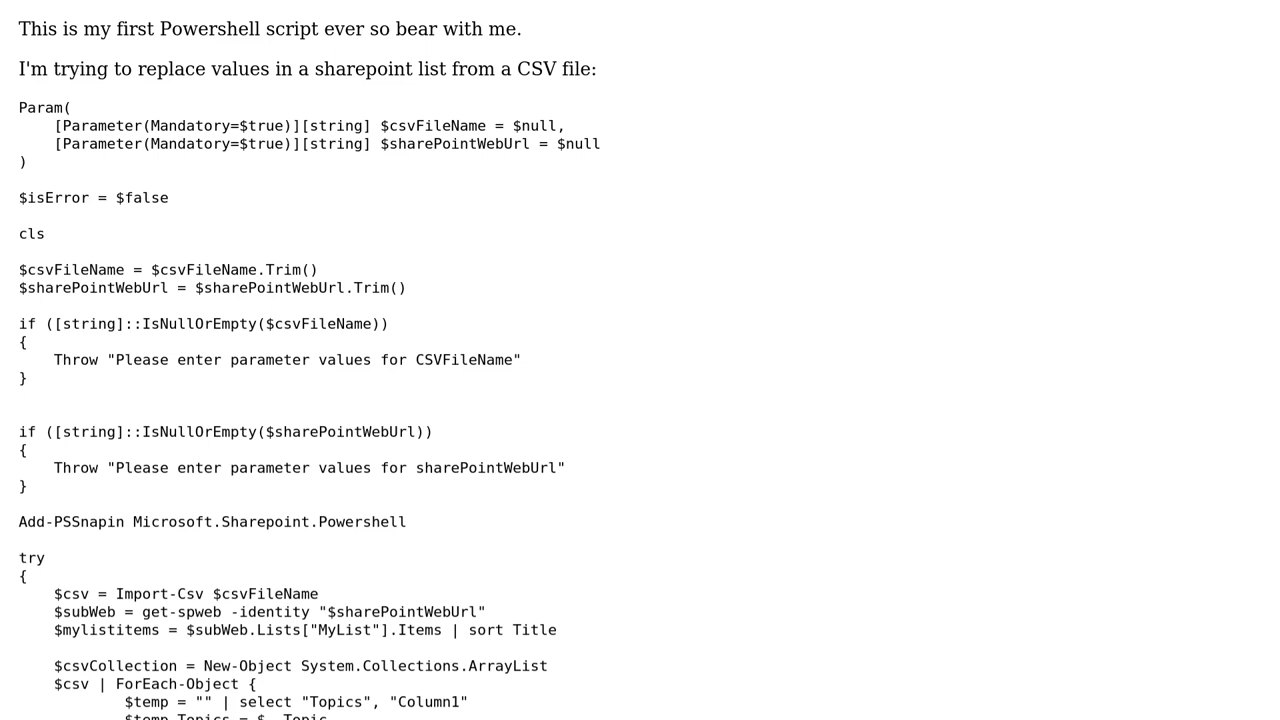 This is my first Powershell script ever so bear with me.
I'm trying to replace values in a sharepoint list from a CSV file:
Param(
    [Parameter(Mandatory=$true)][string] $csvFileName = $null,
    [Parameter(Mandatory=$true)][string] $sharePointWebUrl = $null
)
$isError = $false
cls
$csvFileName = $csvFileName.Trim()
$sharePointWebUrl = $sharePointWebUrl.Trim()
if ([string]::IsNullOrEmpty($csvFileName))
{
    Throw "Please enter parameter values for CSVFileName"
}
if ([string]::IsNullOrEmpty($sharePointWebUrl))
{
    Throw "Please enter parameter values for sharePointWebUrl"
}
Add-PSSnapin Microsoft.Sharepoint.Powershell
try
{
    $csv = Import-Csv $csvFileName
    $subWeb = get-spweb -identity "$sharePointWebUrl"
    $mylistitems = $subWeb.Lists["MyList"].Items | sort Title
    $csvCollection = New-Object System.Collections.ArrayList
    $csv | ForEach-Object {
            $temp = "" | select "Topics", "Column1"
            $temp.Topics = $_.Topic